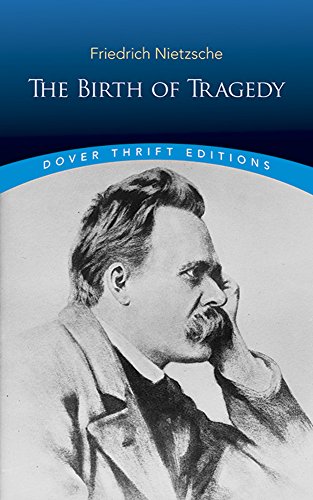 Friedrich Nietzsche
The Birth of Tragedy
DOVER THRIFT EDITIONS